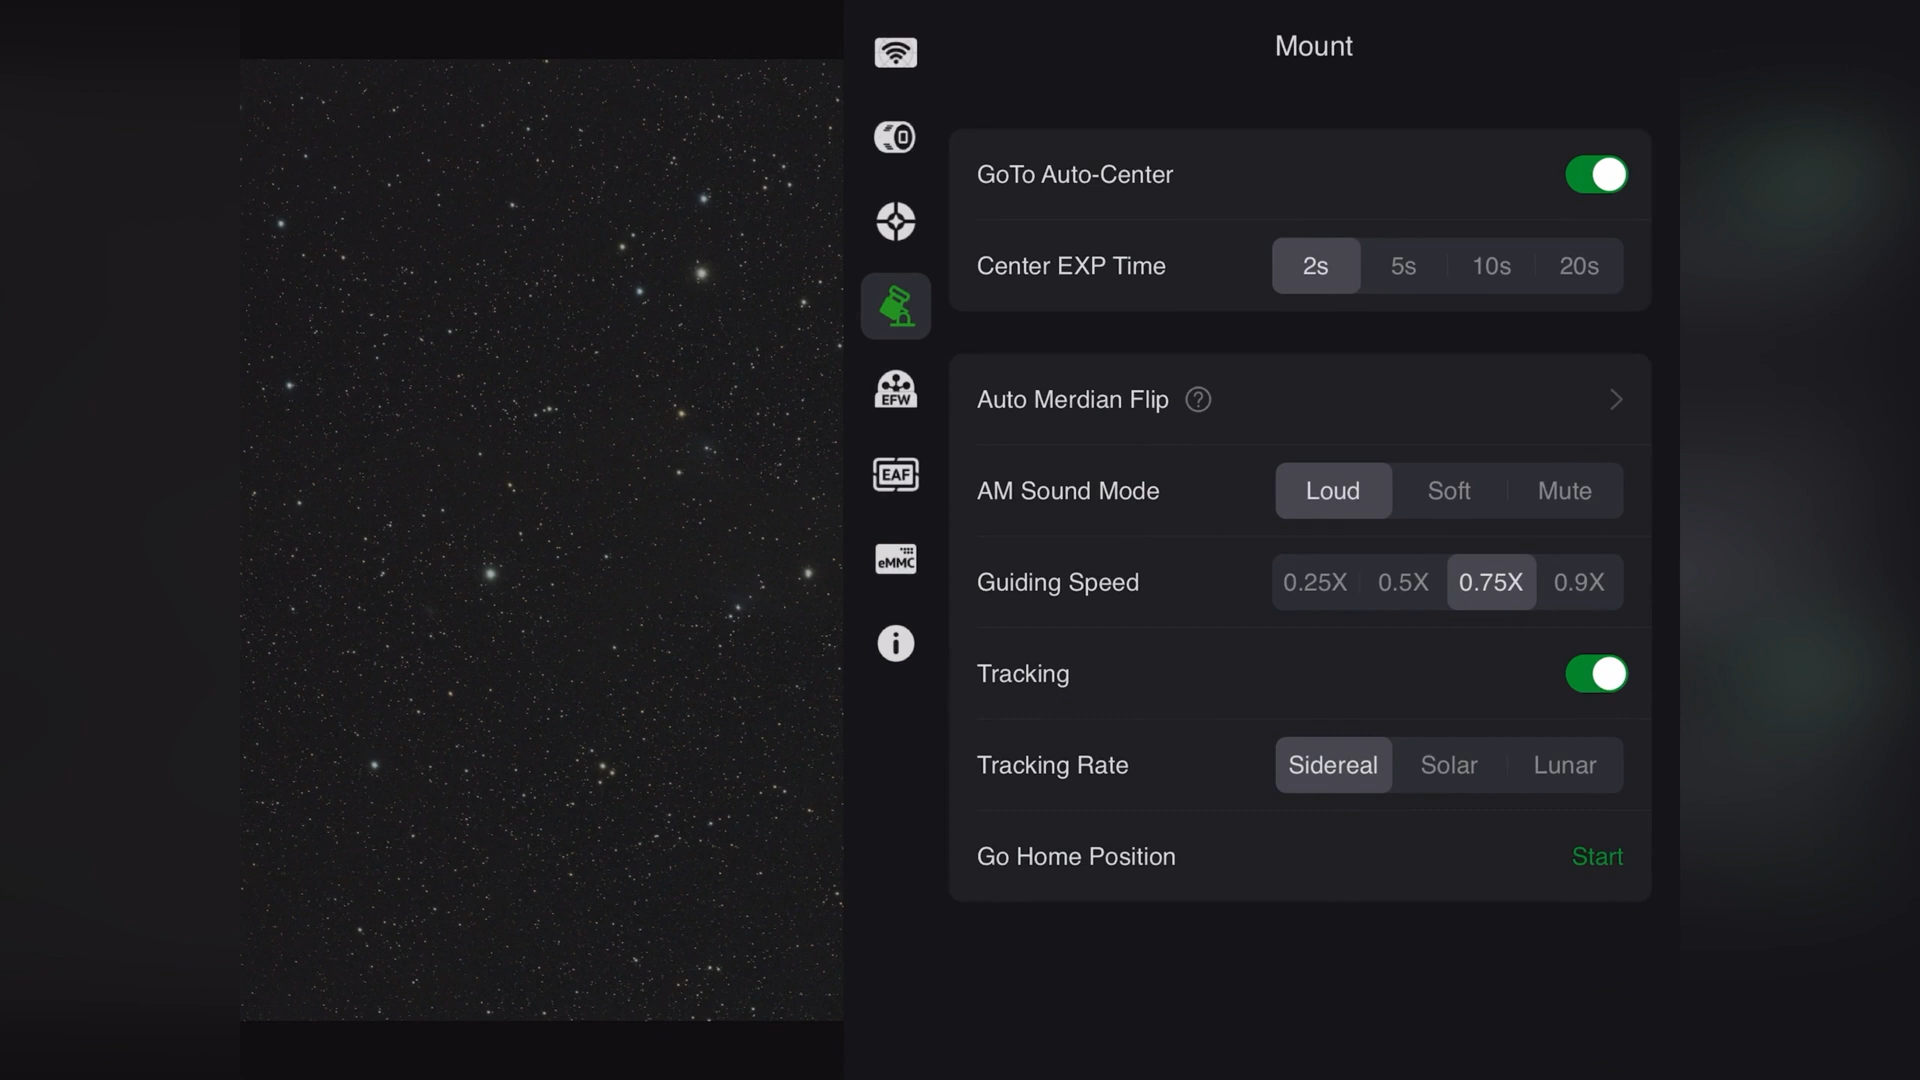 Mount
GoTo Auto-Center
Center EXP Time 2s 5s 10s 20s
Auto Merdian Flip ?
AM Sound Mode Loud Soft Mute
Guiding Speed 0.25X 0.5X 0.75X 0.9X
Tracking
Tracking Rate Sidereal Solar Lunar
Go Home Position Start
EFW
EAF
eMMC
i